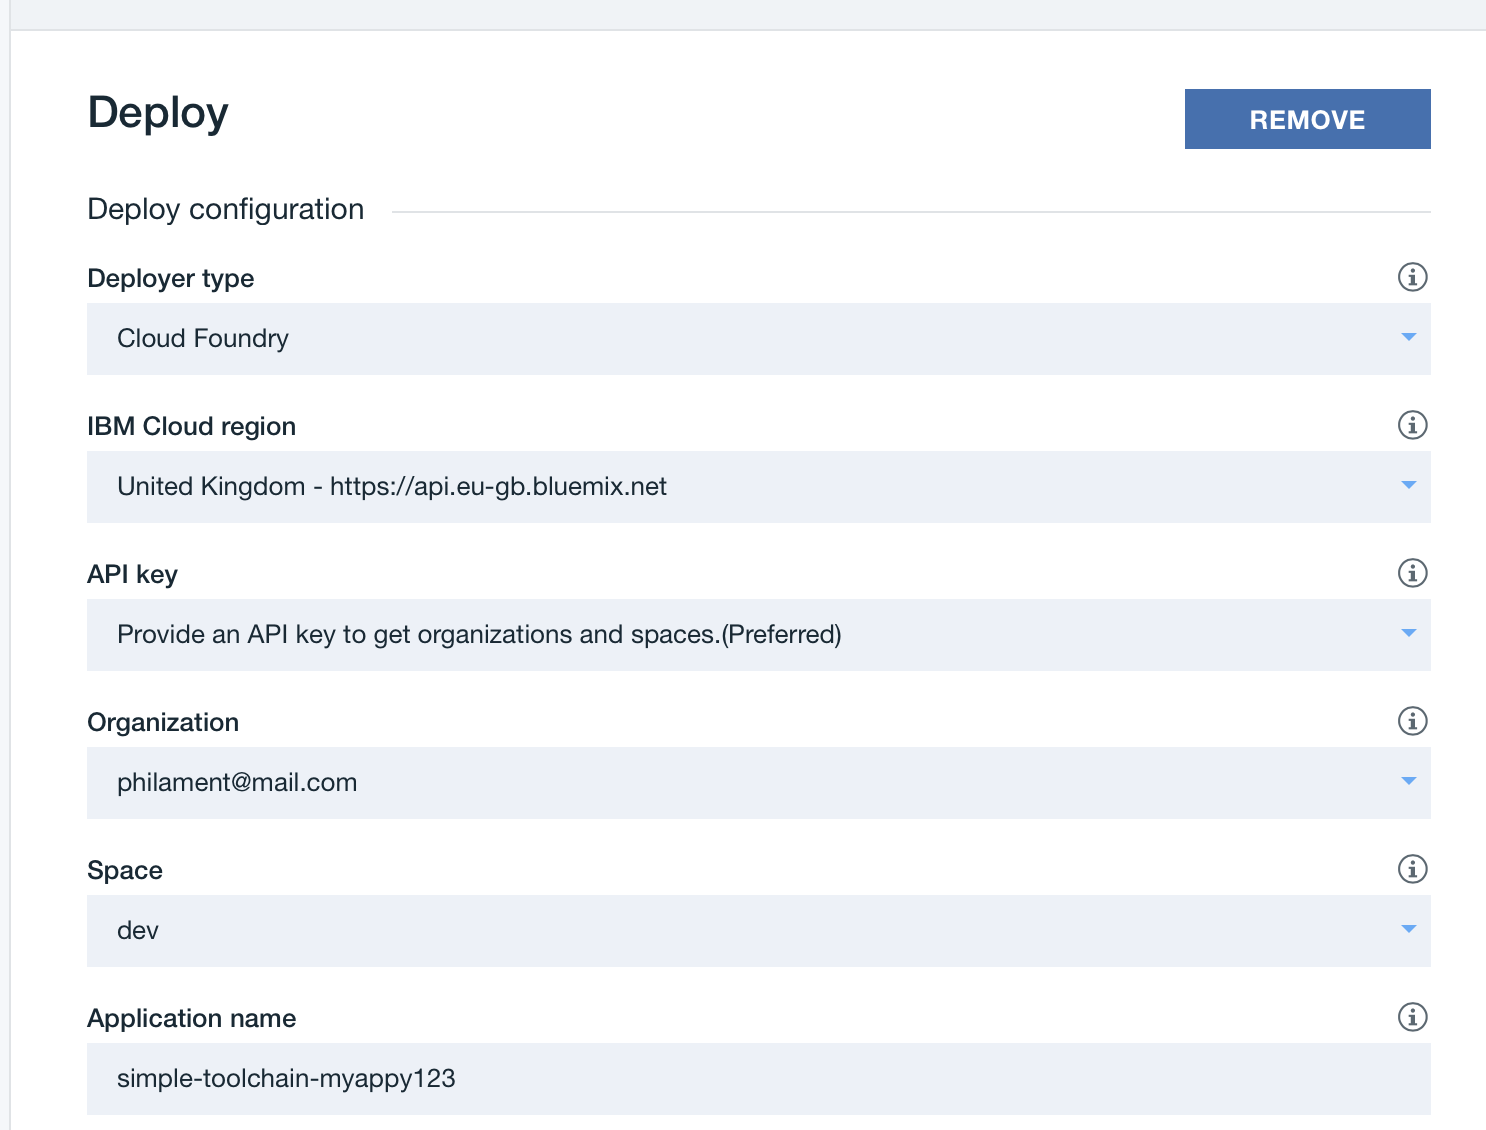 Deploy
REMOVE
Deploy configuration
Deployer type
Cloud Foundry
IBM Cloud region
United Kingdom - https://api.eu-gb.bluemix.net
API key
Provide an API key to get organizations and spaces.(Preferred)
Organization
philament@mail.com
Space
dev
Application name
simple-toolchain-myappy123